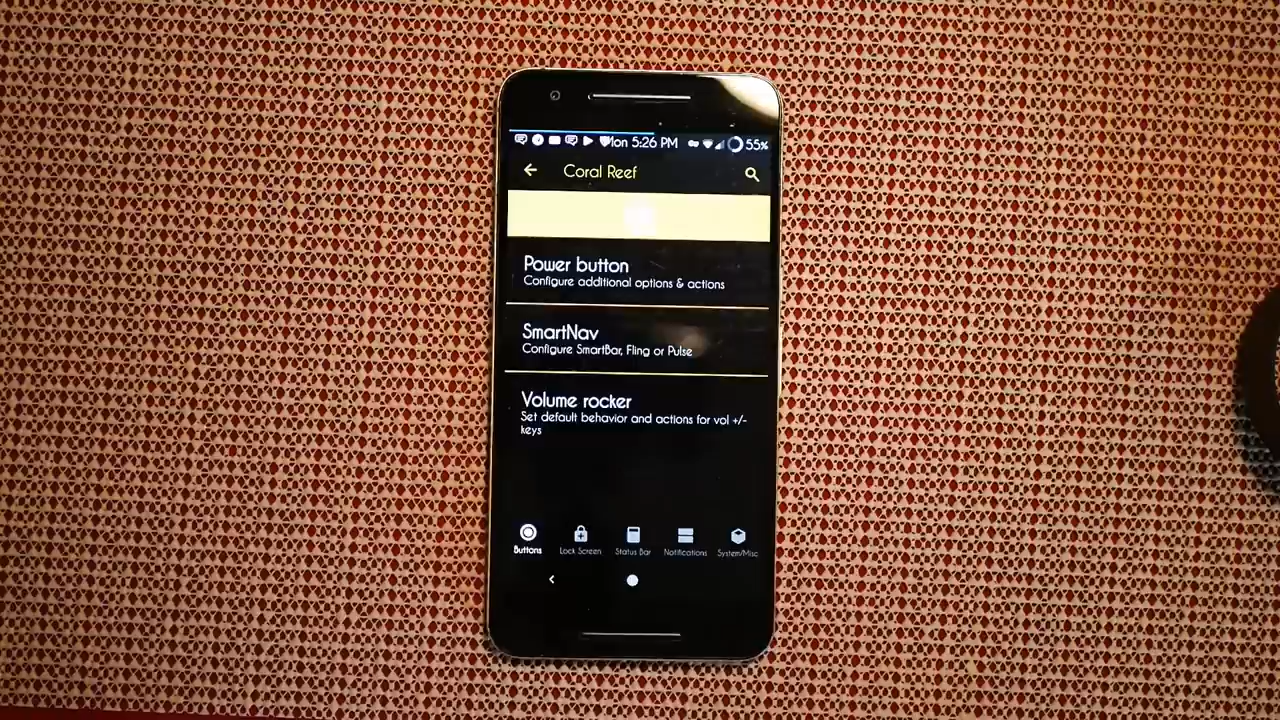 Mon 5:26 PM 55%
Coral Reef
Power button
Configure additional options & actions
SmartNav
Configure SmartBar, Fling or Pulse
Volume rocker
Set default behavior and actions for vol +/-
keys
Buttons Lock Screen Status Bar Notifications System/Misc